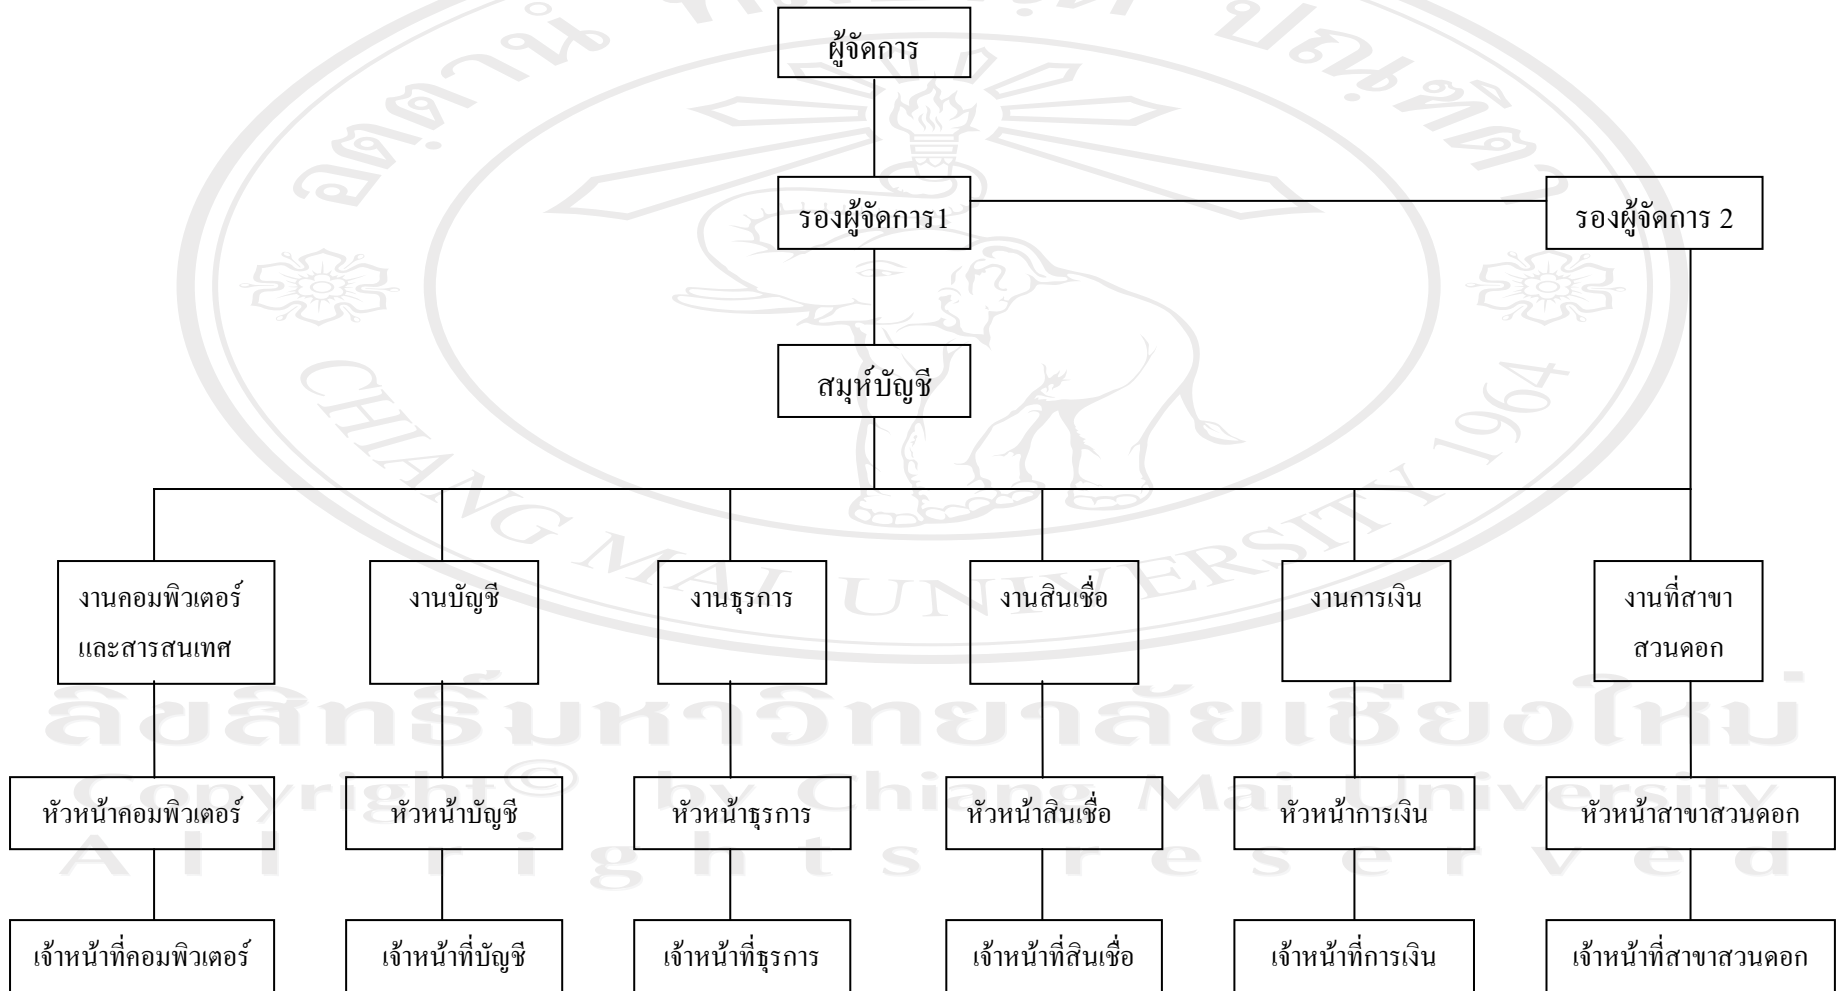 ผู้จัดการ
รองผู้จัดการ1
รองผู้จัดการ 2
สมุห์บัญชี
งานคอมพิวเตอร์
และสารสนเทศ
งานบัญชี
งานธุรการ
งานสินเชื่อ
งานการเงิน
งานที่สาขา
สวนดอก
หัวหน้าคอมพิวเตอร์
หัวหน้าบัญชี
หัวหน้าธุรการ
หัวหน้าสินเชื่อ
หัวหน้าการเงิน
หัวหน้าสาขาสวนดอก
เจ้าหน้าที่คอมพิวเตอร์
เจ้าหน้าที่บัญชี
เจ้าหน้าที่ธุรการ
เจ้าหน้าที่สินเชื่อ
เจ้าหน้าที่การเงิน
เจ้าหน้าที่สาขาสวนดอก
CHIANG MAI UNIVERSITY 1964
ลิขสิทธิ์มหาวิทยาลัยเชียงใหม่
Copyright© by Chiang Mai University
All rights reserved